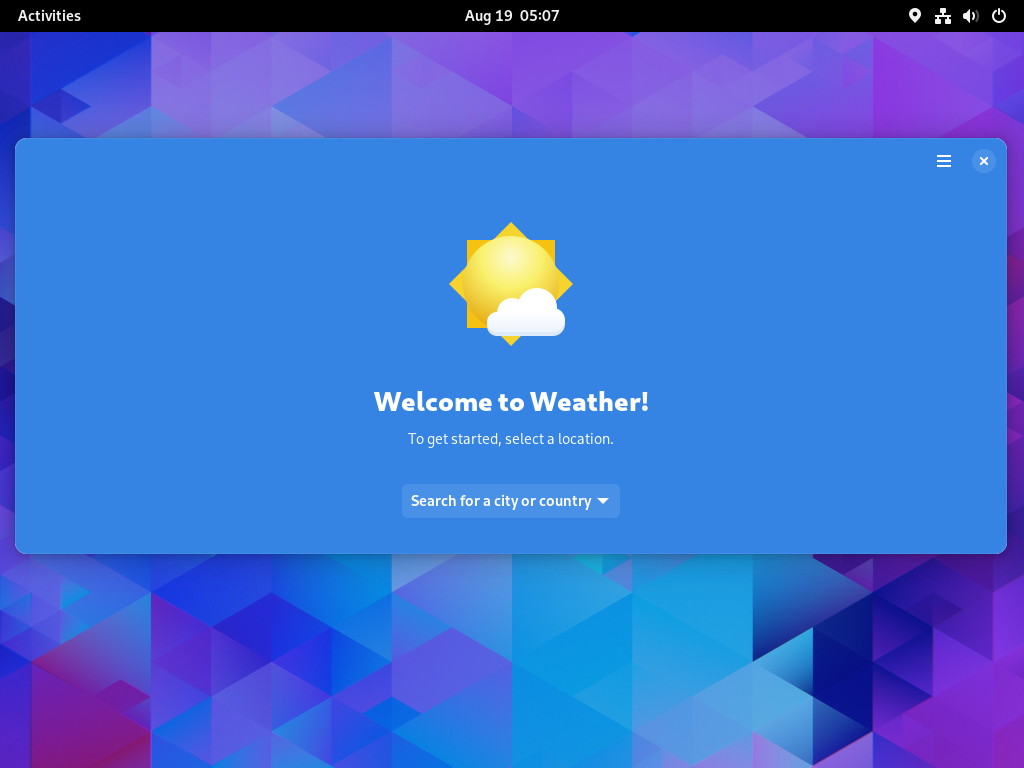 Activities
Aug 19 05:07
Welcome to Weather!
To get started, select a location.
Search for a city or country